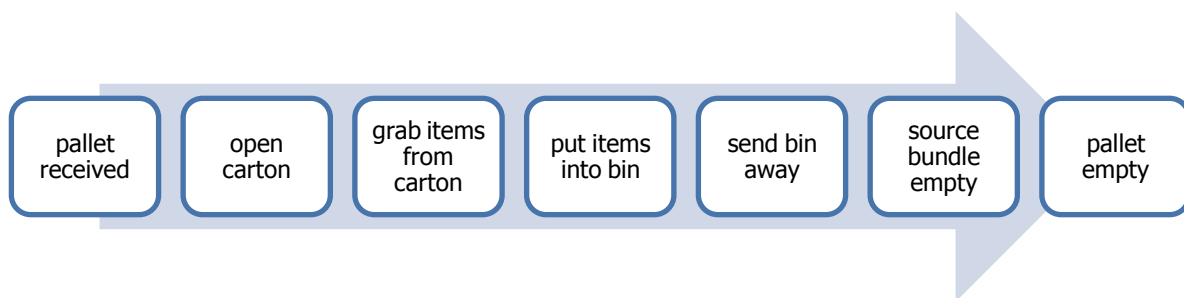 pallet
received
open
carton
grab items
from
carton
put items
into bin
send bin
away
source
bundle
empty
pallet
empty